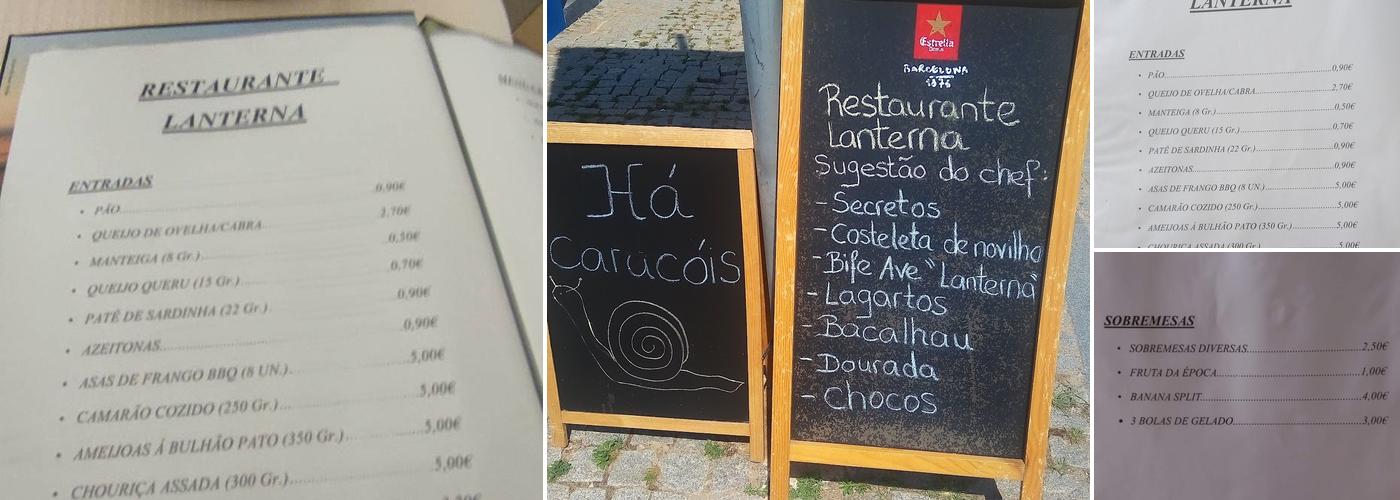 RESTAURANTE
LANTERNA
ENTRADAS
• PÃO 0,90€
• QUEIJO DE OVELHA/CABRA 2,70€
• MANTEIGA (8 Gr.) 0,50€
• QUEIJO QUERU (15 Gr.) 0,70€
• PATÊ DE SARDINHA (22 Gr.) 0,90€
• AZEITONAS 0,90€
• ASAS DE FRANGO BBQ (8 UN.) 5,00€
• CAMARÃO COZIDO (250 Gr.) 5,00€
• AMEIJOAS Á BULHÃO PATO (350 Gr.) 5,00€
• CHOURIÇA ASSADA (300 Gr.) 5,00€
Há
Caracóis
Estrella
BARCELONA
1876
Restaurante
Lanterna
Sugestão do chef:
- Secretos
- Costeleta de novilho
- Bife Ave "Lanterna"
- Lagartos
- Bacalhau
- Dourada
- Chocos
LANTERNA
ENTRADAS
• PÃO 0,90€
• QUEIJO DE OVELHA/CABRA 2,70€
• MANTEIGA (8 Gr.) 0,50€
• QUEIJO QUERU (15 Gr.) 0,70€
• PATÊ DE SARDINHA (22 Gr.) 0,90€
• AZEITONAS 0,90€
• ASAS DE FRANGO BBQ (8 UN.) 5,00€
• CAMARÃO COZIDO (250 Gr.) 5,00€
• AMEIJOAS Á BULHÃO PATO (350 Gr.) 5,00€
• CHOURIÇA ASSADA (300 Gr.) 5,00€
SOBREMESAS
• SOBREMESAS DIVERSAS 2,50€
• FRUTA DA ÉPOCA 1,00€
• BANANA SPLIT 4,00€
• 3 BOLAS DE GELADO 3,00€